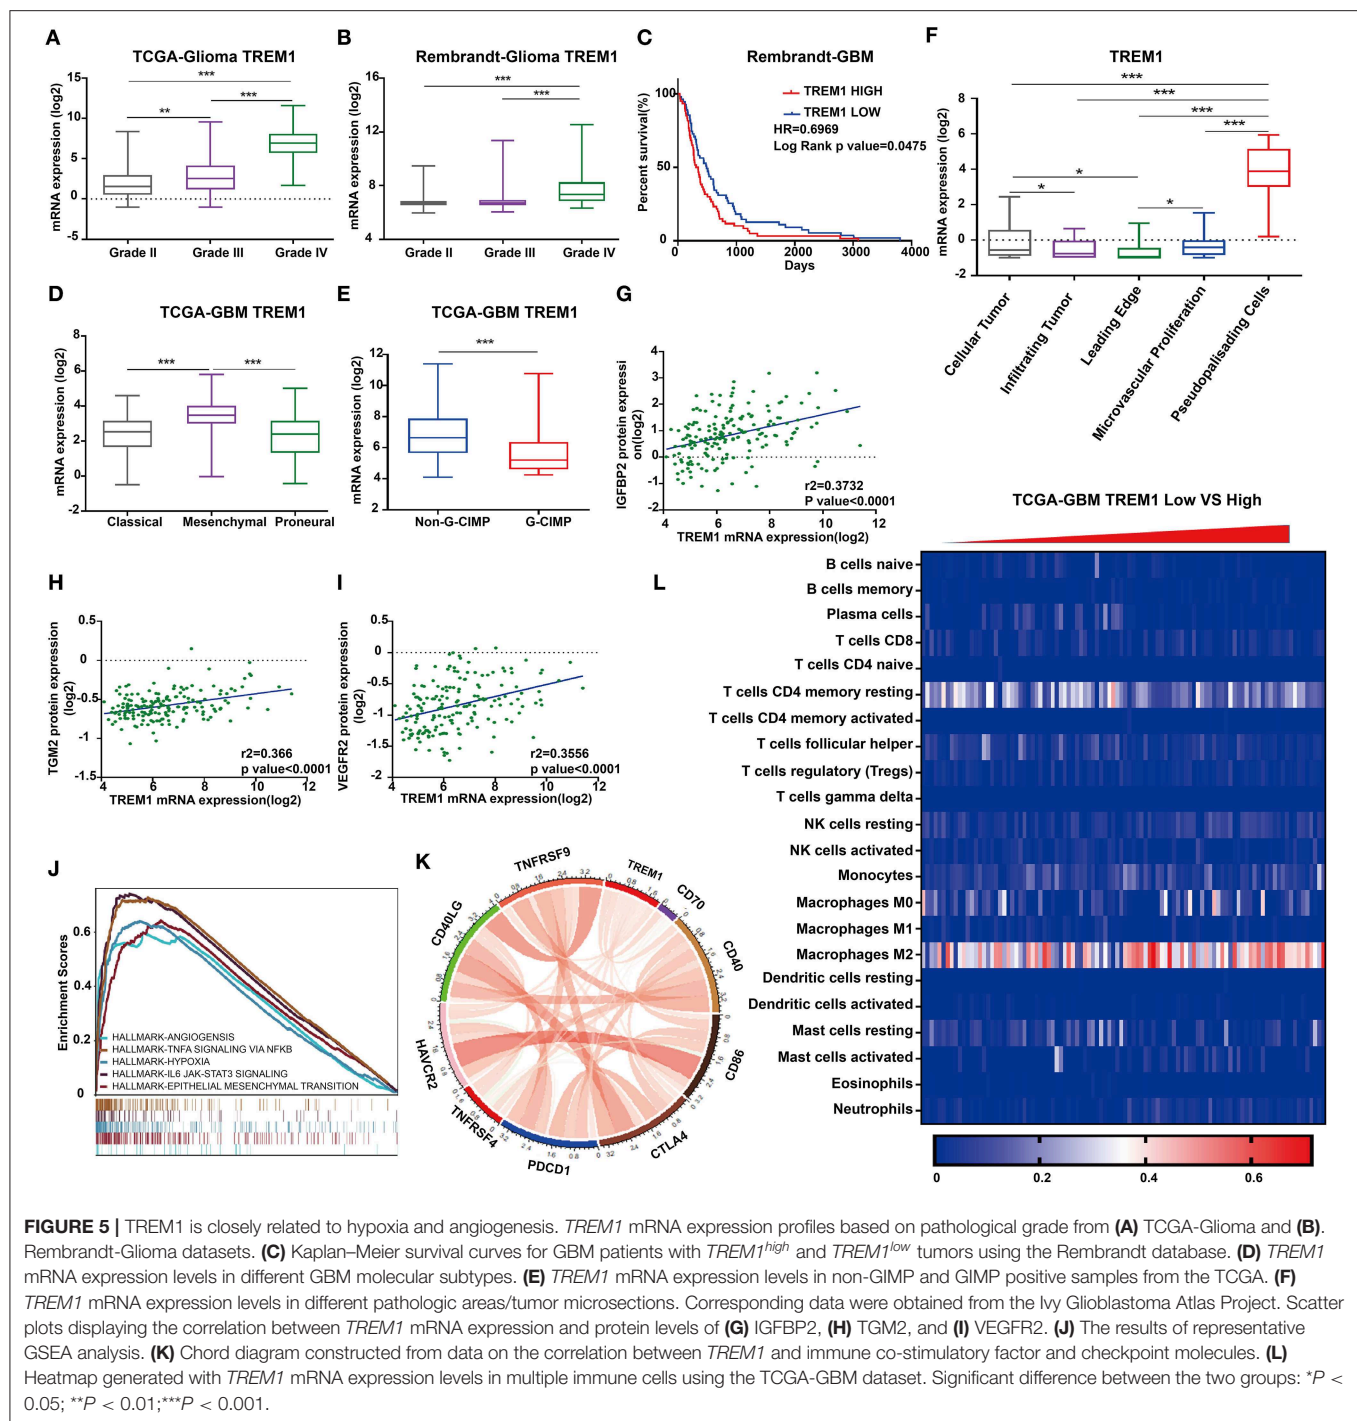 A
TCGA-Glioma TREM1
mRNA expression (log2)
15
10
5
0
-5
**
***
***
Grade II
Grade III
Grade IV
B
Rembrandt-Glioma TREM1
mRNA expression (log2)
16
12
8
4
***
***
Grade II
Grade III
Grade IV
C
Rembrandt-GBM
Percent survival(%)
100
50
0
TREM1 HIGH
TREM1 LOW
HR=0.6969
Log Rank p value=0.0475
0
1000
2000
3000
4000
Days
F
TREM1
mRNA expression (log2)
8
6
4
2
0
-2
***
***
***
***
*
*
*
Cellular Tumor
Infiltrating Tumor
Leading Edge
Microvascular Proliferation
Pseudopalisading Cells
D
TCGA-GBM TREM1
mRNA expression (log2)
8
6
4
2
0
-2
***
***
Classical
Mesenchymal
Proneural
E
TCGA-GBM TREM1
mRNA expression (log2)
12
10
8
6
4
2
***
Non-G-CIMP
G-CIMP
G
IGFBP2 protein expressi
on(log2)
4
3
2
1
0
-1
-2
r2=0.3732
P value<0.0001
4
6
8
10
12
TREM1 mRNA expression(log2)
H
TGM2 protein expression
(log2)
0.5
0
-0.5
-1
-1.5
r2=0.366
p value<0.0001
4
6
8
10
12
TREM1 mRNA expression(log2)
I
VEGFR2 protein expression
(log2)
0.5
0
-0.5
-1
-1.5
-2
r2=0.3556
p value<0.0001
4
6
8
10
12
TREM1 mRNA expression(log2)
J
Enrichment Scores
0.6
0.4
0.2
0
HALLMARK-ANGIOGENSIS
HALLMARK-TNFA SIGNALING VIA NFKB
HALLMARK-HYPOXIA
HALLMARK-IL6 JAK-STAT3 SIGNALING
HALLMARK-EPITHELIAL MESENCHYMAL TRANSITION
K
TNFRSF9
TREM1
CD70
CD40
CD86
CTLA4
PDCD1
TNFRSF4
HAVCR2
CD40LG
L
TCGA-GBM TREM1 Low VS High
B cells naive
B cells memory
Plasma cells
T cells CD8
T cells CD4 naive
T cells CD4 memory resting
T cells CD4 memory activated
T cells follicular helper
T cells regulatory (Tregs)
T cells gamma delta
NK cells resting
NK cells activated
Monocytes
Macrophages M0
Macrophages M1
Macrophages M2
Dendritic cells resting
Dendritic cells activated
Mast cells resting
Mast cells activated
Eosinophils
Neutrophils
0
0.2
0.4
0.6
FIGURE 5 | TREM1 is closely related to hypoxia and angiogenesis. TREM1 mRNA expression profiles based on pathological grade from (A) TCGA-Glioma and (B).
Rembrandt-Glioma datasets. (C) Kaplan–Meier survival curves for GBM patients with TREM1high and TREM1low tumors using the Rembrandt database. (D) TREM1
mRNA expression levels in different GBM molecular subtypes. (E) TREM1 mRNA expression levels in non-GIMP and GIMP positive samples from the TCGA. (F)
TREM1 mRNA expression levels in different pathologic areas/tumor microsections. Corresponding data were obtained from the Ivy Glioblastoma Atlas Project. Scatter
plots displaying the correlation between TREM1 mRNA expression and protein levels of (G) IGFBP2, (H) TGM2, and (I) VEGFR2. (J) The results of representative
GSEA analysis. (K) Chord diagram constructed from data on the correlation between TREM1 and immune co-stimulatory factor and checkpoint molecules. (L)
Heatmap generated with TREM1 mRNA expression levels in multiple immune cells using the TCGA-GBM dataset. Significant difference between the two groups: *P <
0.05; **P < 0.01;***P < 0.001.